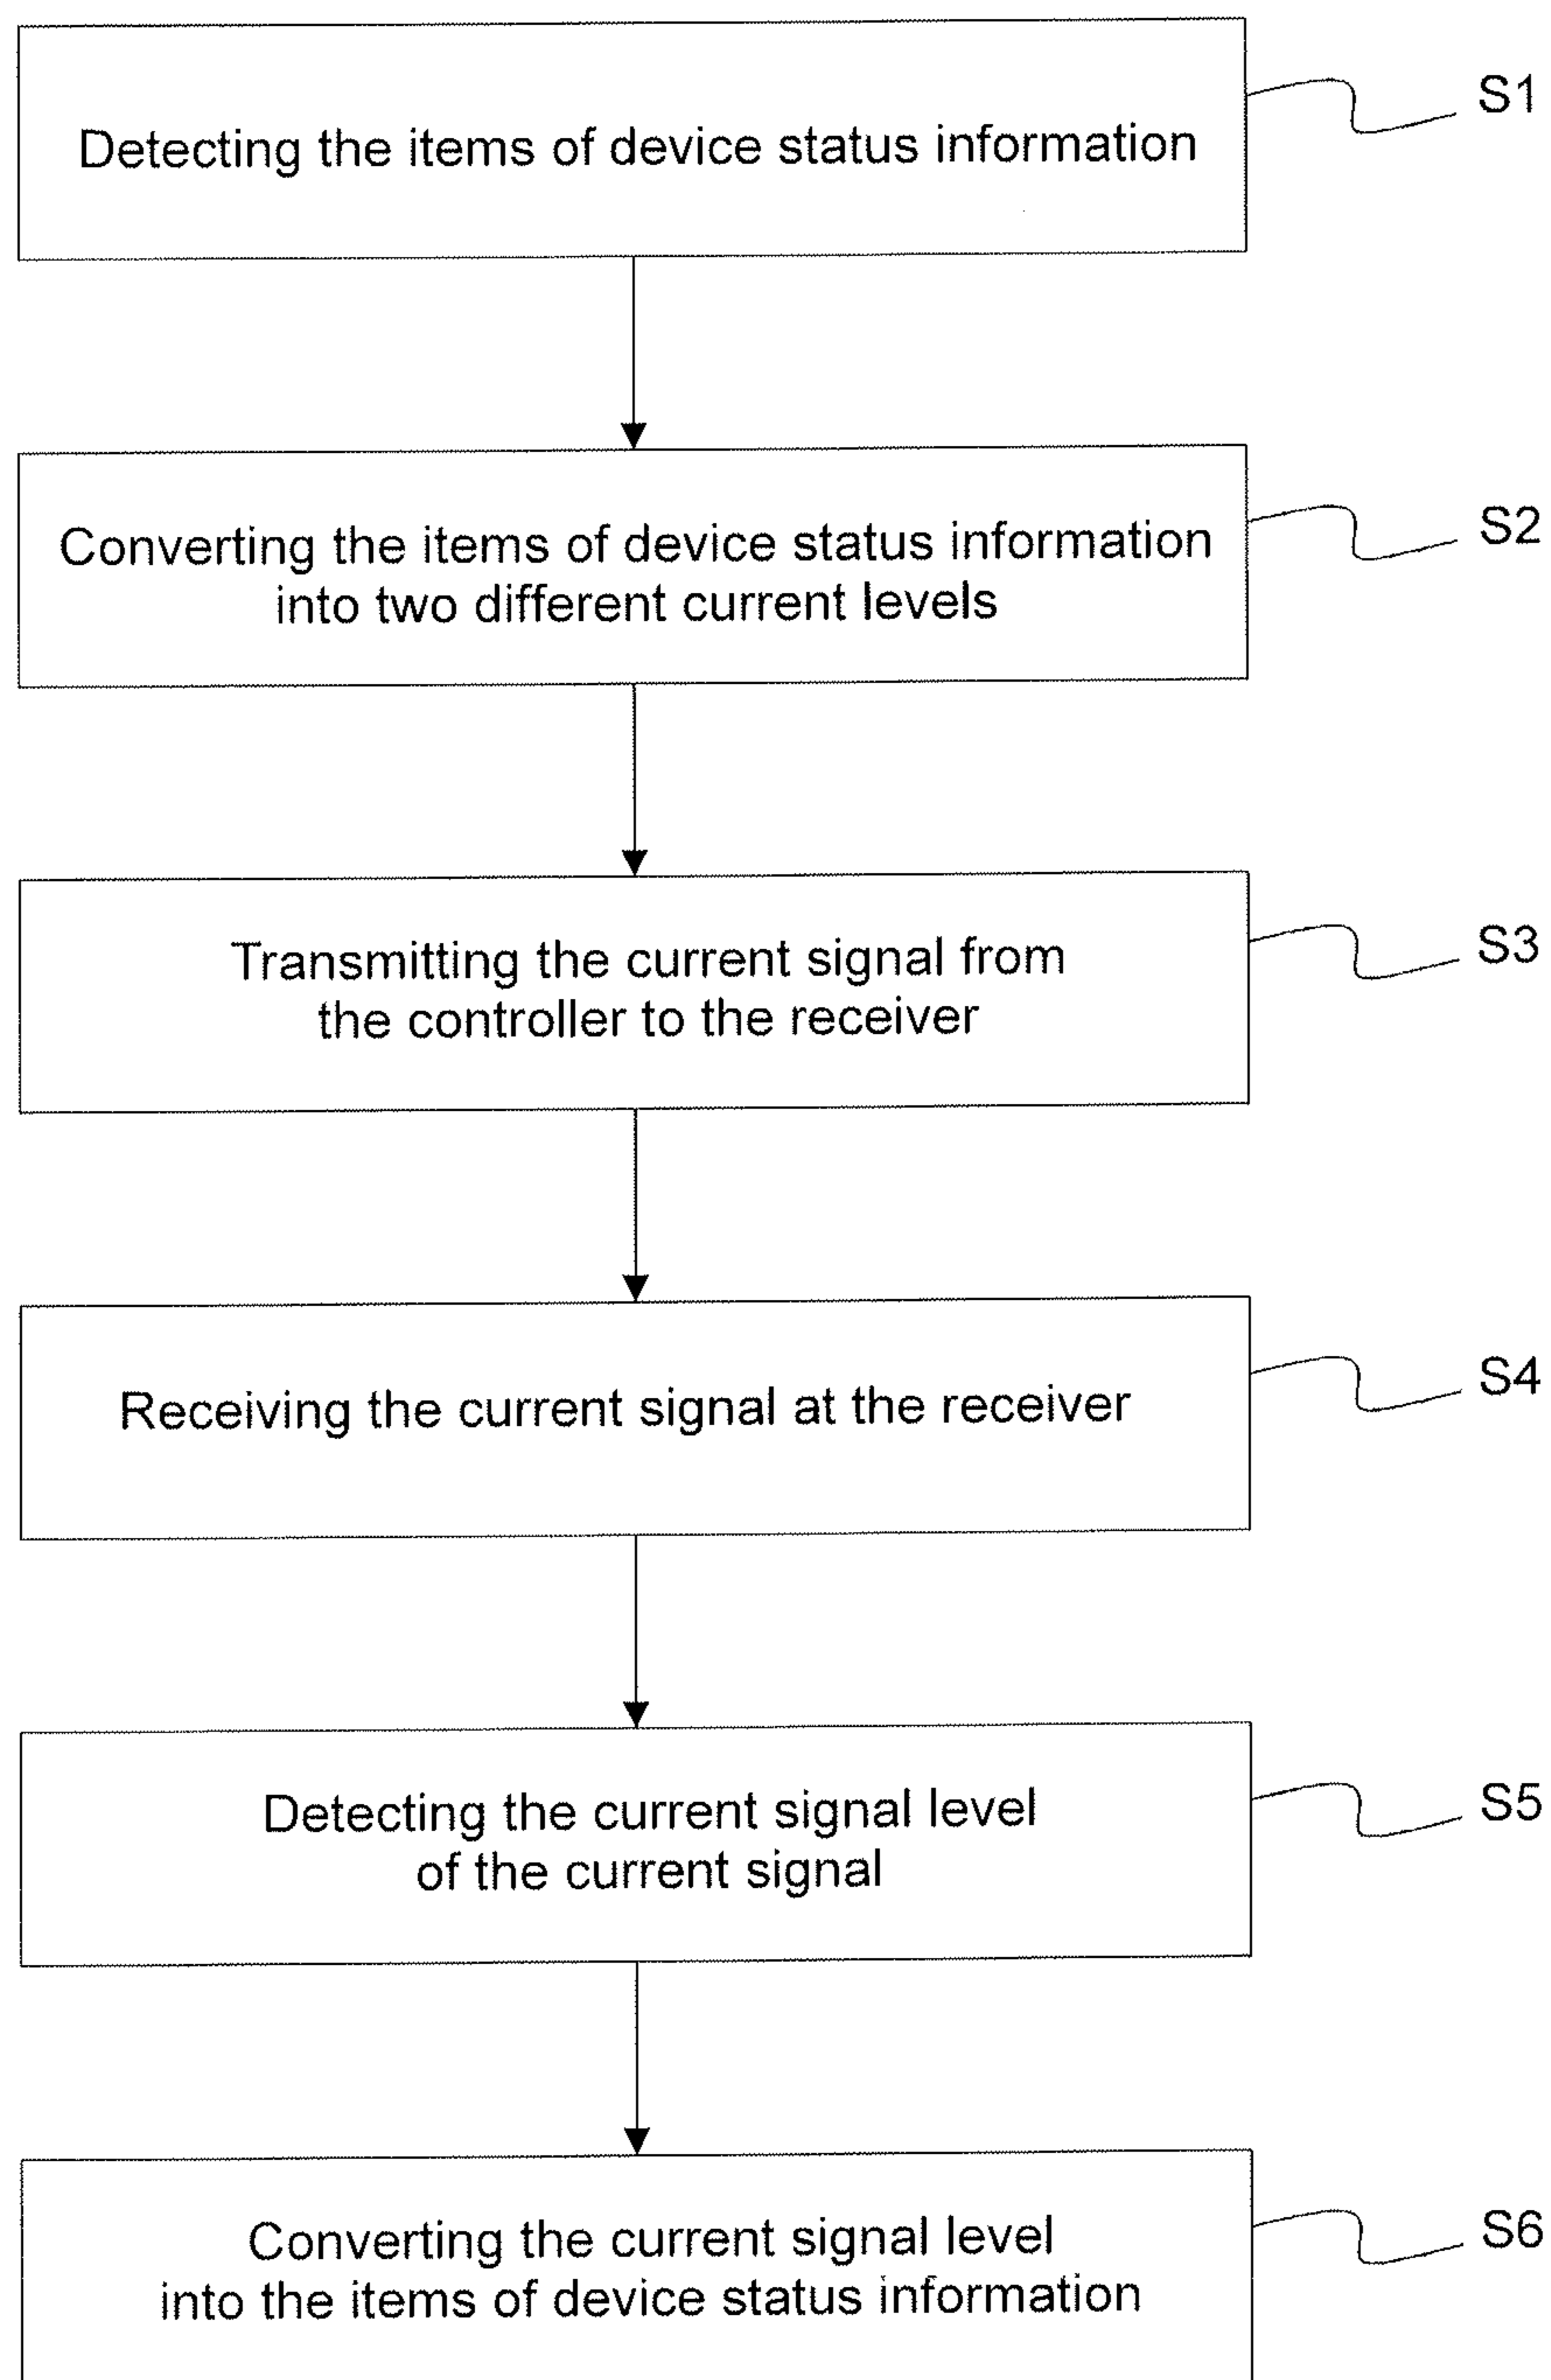 Detecting the items of device status information
S1
Converting the items of device status information
into two different current levels
S2
Transmitting the current signal from
the controller to the receiver
S3
Receiving the current signal at the receiver
S4
Detecting the current signal level
of the current signal
S5
Converting the current signal level
into the items of device status information
S6